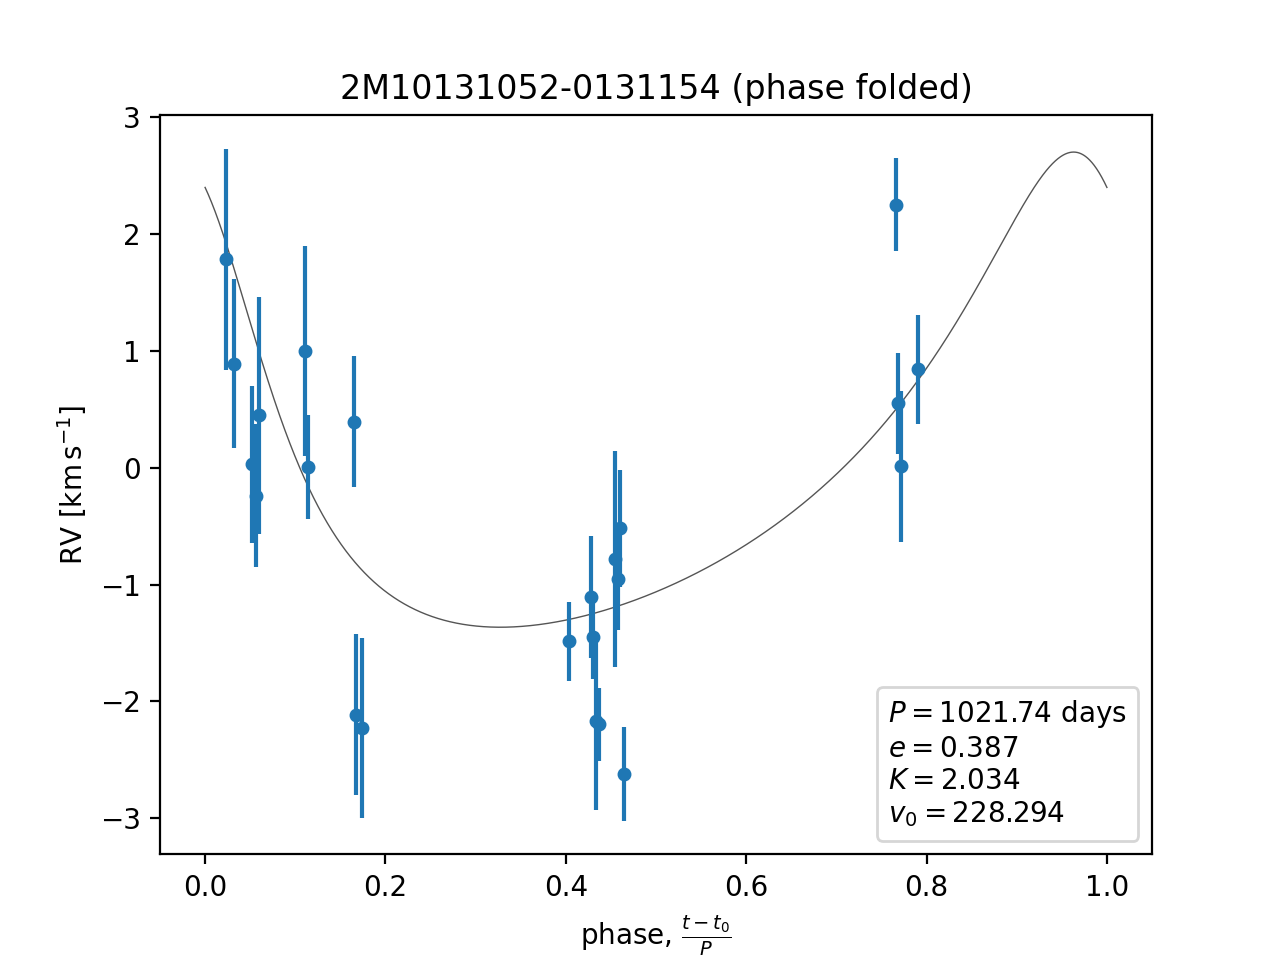 2M10131052-0131154 (phase folded)
3
2
1
0
−1
−2
−3
RV [km s⁻¹]
P = 1021.74 days
e = 0.387
K = 2.034
v₀ = 228.294
0.0 0.2 0.4 0.6 0.8 1.0
phase, (t − t₀)/P